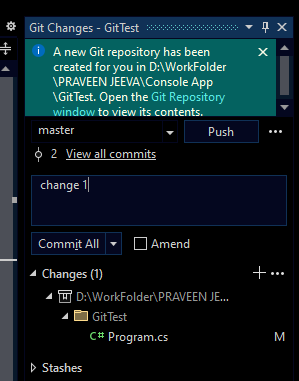 Git Changes - GitTest
A new Git repository has been
created for you in D:\WorkFolder
\PRAVEEN JEEVA\Console App
\GitTest. Open the Git Repository
window to view its contents.
master
Push
2 View all commits
change 1
Commit All
Amend
Changes (1)
D:\WorkFolder\PRAVEEN JE...
GitTest
C# Program.cs M
Stashes